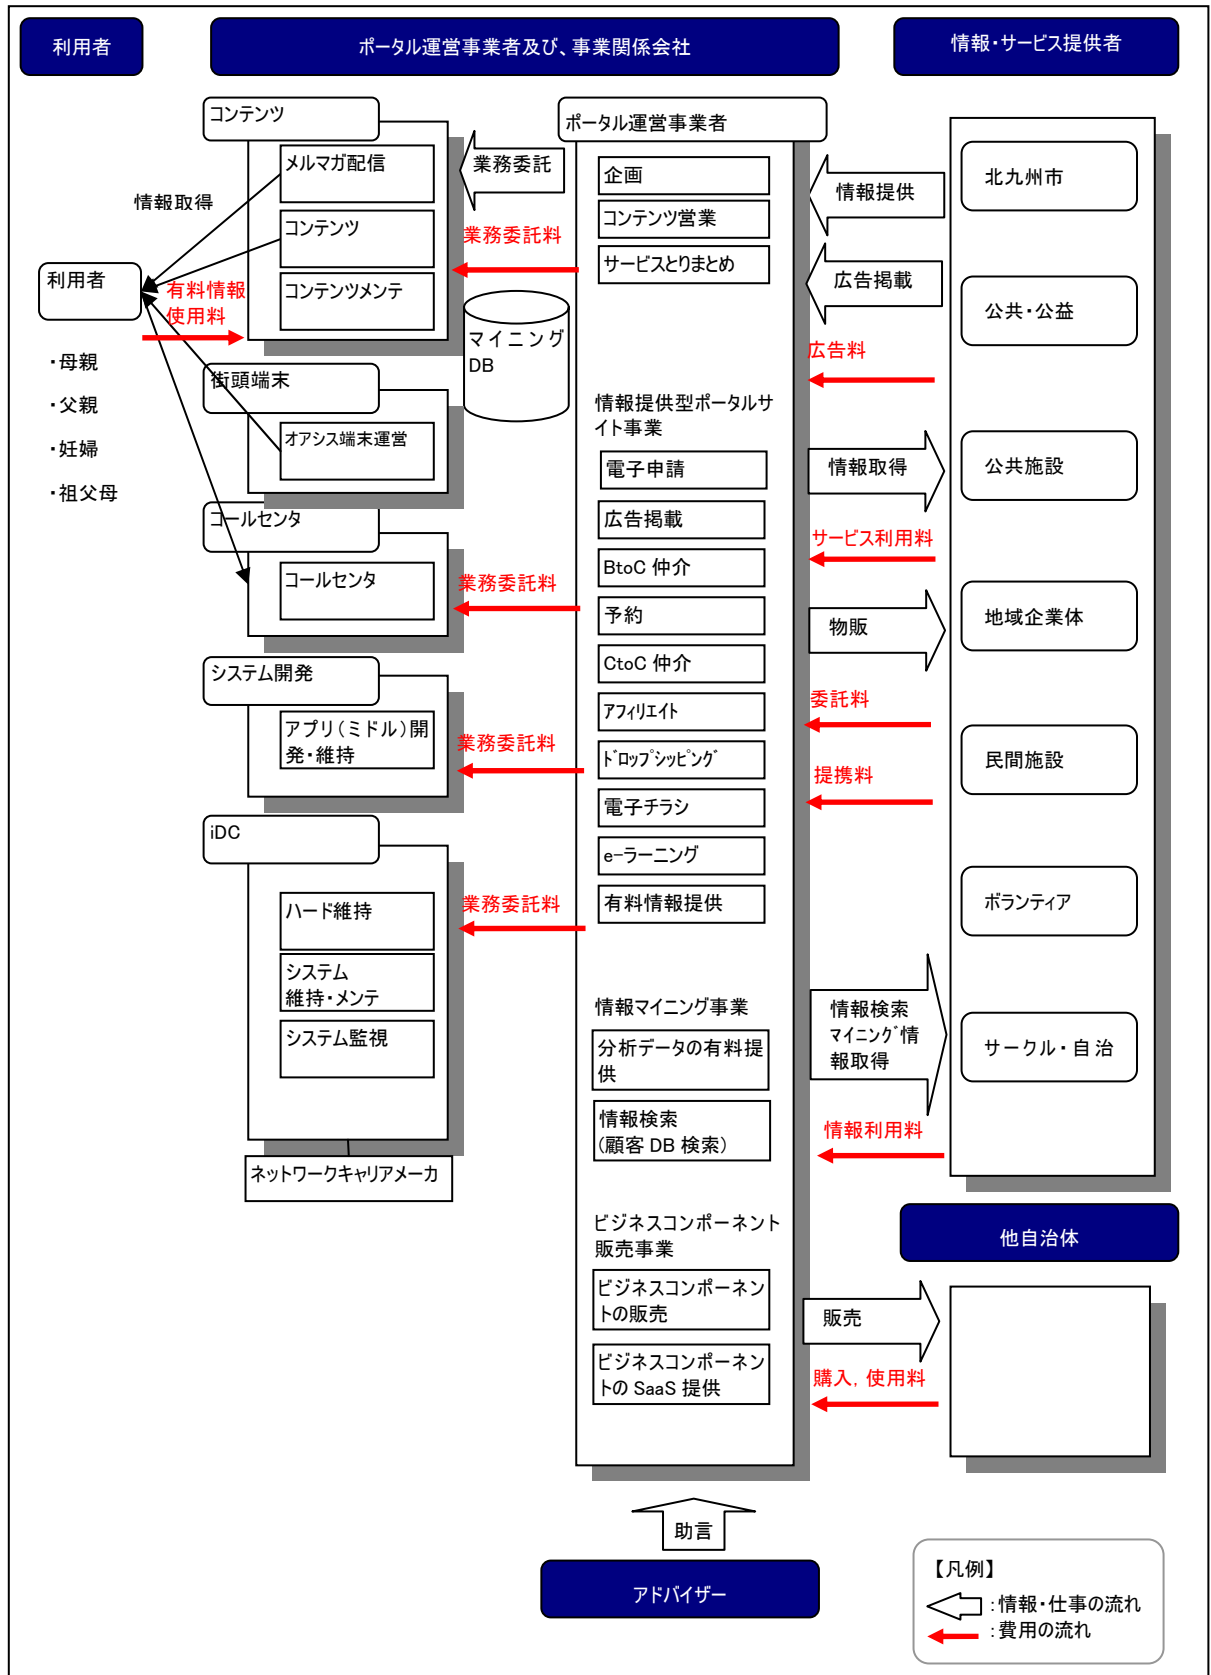 利用者
ポータル運営事業者及び、事業関係会社
情報・サービス提供者
コンテンツ
メルマガ配信
コンテンツ
コンテンツメンテ
情報取得
利用者
有料情報
使用料
・母親
・父親
・妊婦
・祖父母
街頭端末
オアシス端末運営
コールセンタ
コールセンタ
システム開発
アプリ(ミドル)開
発・維持
iDC
ハード維持
システム
維持・メンテ
システム監視
ネットワークキャリアメーカ
業務委託
業務委託料
マイニング
DB
業務委託料
業務委託料
業務委託料
ポータル運営事業者
企画
コンテンツ営業
サービスとりまとめ
情報提供型ポータルサ
イト事業
電子申請
広告掲載
BtoC 仲介
予約
CtoC 仲介
アフィリエイト
ドロップシッピング
電子チラシ
e-ラーニング
有料情報提供
情報マイニング事業
分析データの有料提
供
情報検索
(顧客 DB 検索)
ビジネスコンポーネント
販売事業
ビジネスコンポーネン
トの販売
ビジネスコンポーネン
トの SaaS 提供
情報提供
広告掲載
広告料
情報取得
サービス利用料
物販
委託料
提携料
情報検索
マイニング情
報取得
情報利用料
販売
購入, 使用料
北九州市
公共・公益
公共施設
地域企業体
民間施設
ボランティア
サークル・自治
他自治体
助言
アドバイザー
【凡例】
:情報・仕事の流れ
:費用の流れ